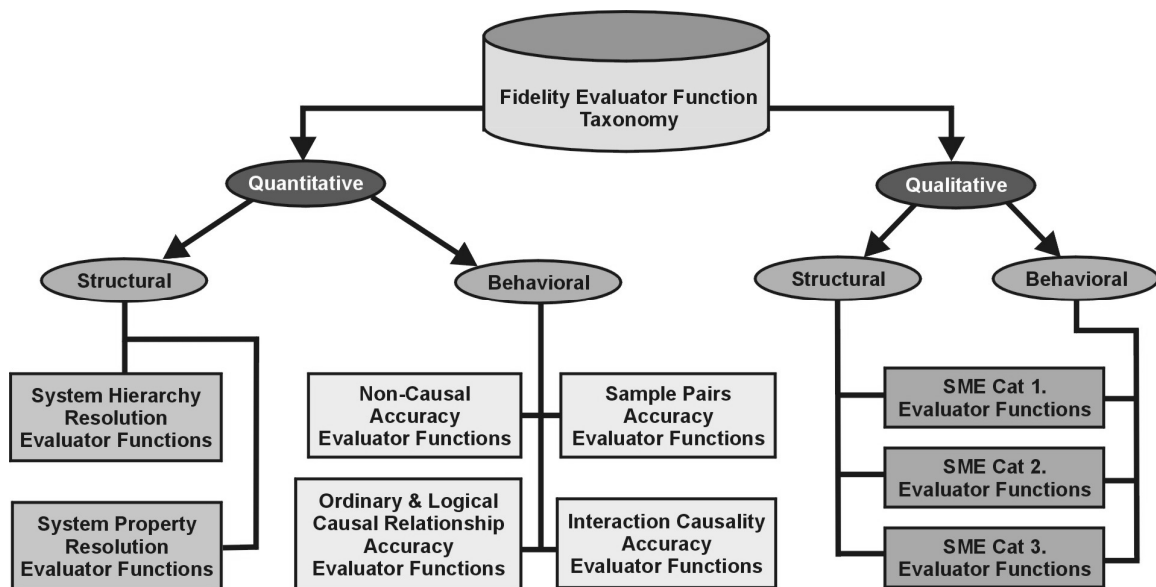 Fidelity Evaluator Function
Taxonomy
Quantitative
Qualitative
Structural
Behavioral
Structural
Behavioral
System Hierarchy
Resolution
Evaluator Functions
System Property
Resolution
Evaluator Functions
Non-Causal
Accuracy
Evaluator Functions
Sample Pairs
Accuracy
Evaluator Functions
Ordinary & Logical
Causal Relationship
Accuracy
Evaluator Functions
Interaction Causality
Accuracy
Evaluator Functions
SME Cat 1.
Evaluator Functions
SME Cat 2.
Evaluator Functions
SME Cat 3.
Evaluator Functions